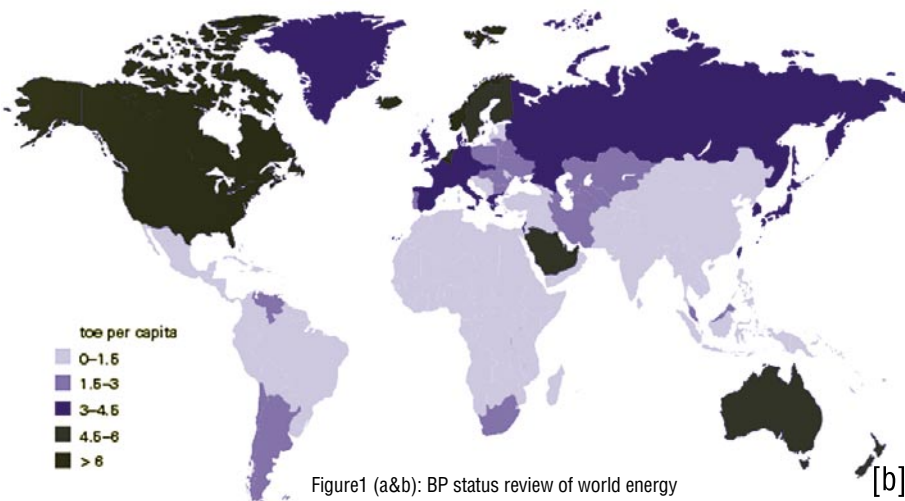 toe per capita
0–1.5
1.5–3
3–4.5
4.5–6
> 6
Figure1 (a&b): BP status review of world energy
[b]